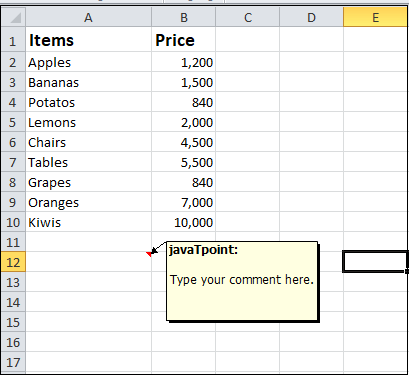 A B C D E
1 Items Price
2 Apples 1,200
3 Bananas 1,500
4 Potatos 840
5 Lemons 2,000
6 Chairs 4,500
7 Tables 5,500
8 Grapes 840
9 Oranges 7,000
10 Kiwis 10,000
11
12 javaTpoint:
13 Type your comment here.
14
15
16
17